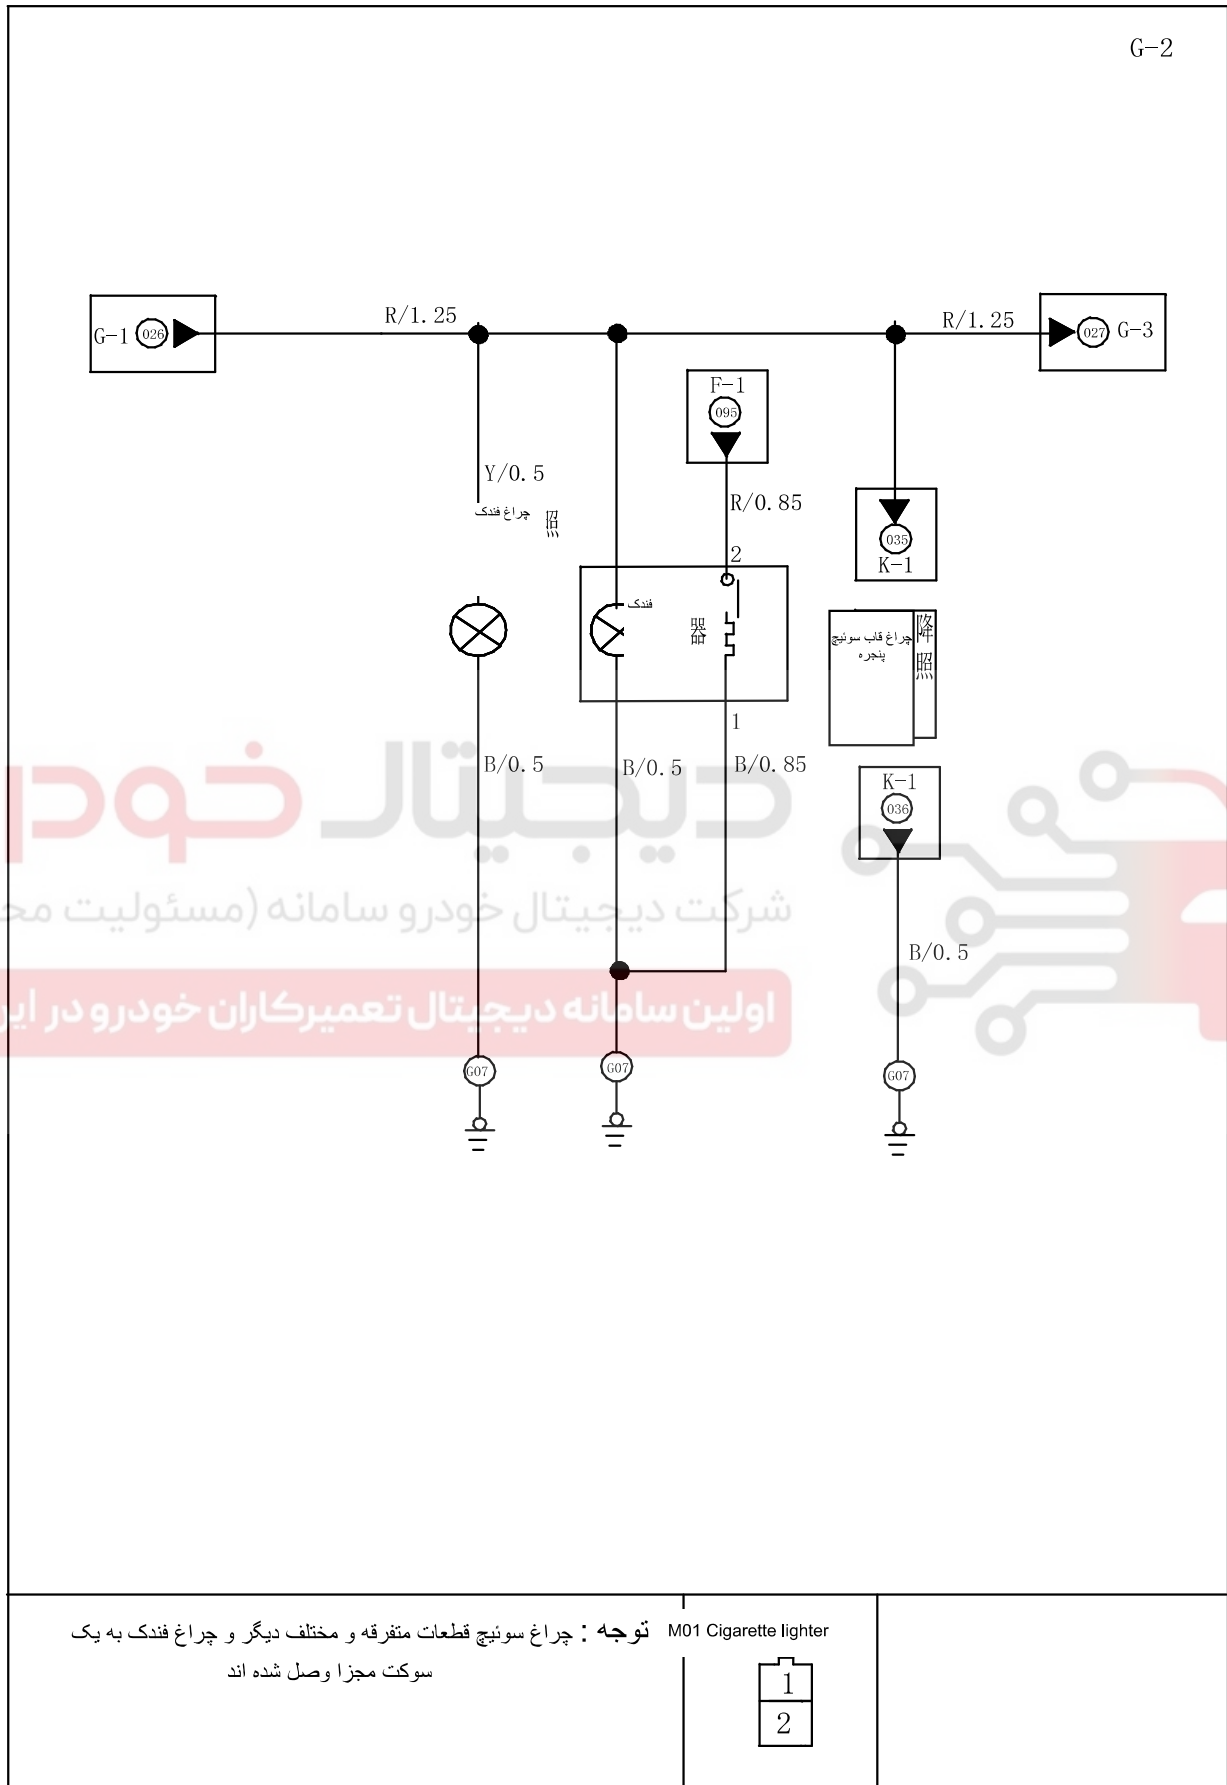 G-2
R/1.25
R/1.25
G-1
026
027
G-3
F-1
095
Y/0.5
R/0.85
چراغ فندک
照
035
K-1
2
فندک
器
چراغ قاب سوئیچ
پنجره
降
照
1
B/0.5
B/0.5
B/0.85
K-1
036
دیجیتال خودر
شرکت دیجیتال خودرو سامانه (مسئولیت مح
B/0.5
اولین سامانه دیجیتال تعمیرکاران خودرو در ایر
G07
G07
G07
توجه : چراغ سوئیچ قطعات متفرقه و مختلف دیگر و چراغ فندک به یک
سوکت مجزا وصل شده اند
M01 Cigarette lighter
1
2